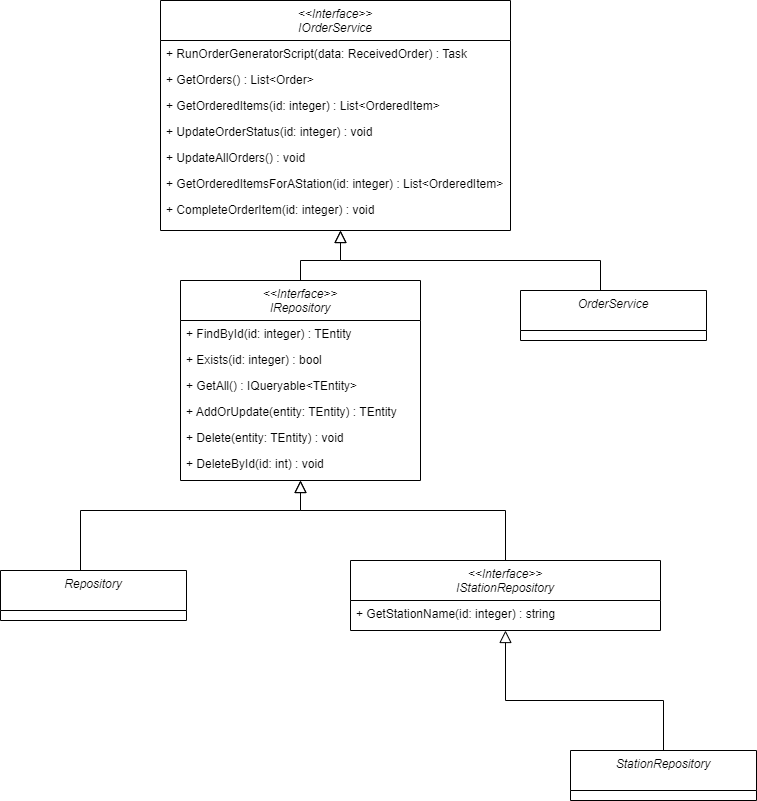 <<Interface>>
IOrderService
+ RunOrderGeneratorScript(data: ReceivedOrder) : Task
+ GetOrders() : List<Order>
+ GetOrderedItems(id: integer) : List<OrderedItem>
+ UpdateOrderStatus(id: integer) : void
+ UpdateAllOrders() : void
+ GetOrderedItemsForAStation(id: integer) : List<OrderedItem>
+ CompleteOrderItem(id: integer) : void
<<Interface>>
IRepository
+ FindById(id: integer) : TEntity
+ Exists(id: integer) : bool
+ GetAll() : IQueryable<TEntity>
+ AddOrUpdate(entity: TEntity) : TEntity
+ Delete(entity: TEntity) : void
+ DeleteById(id: int) : void
OrderService
Repository
<<Interface>>
IStationRepository
+ GetStationName(id: integer) : string
StationRepository